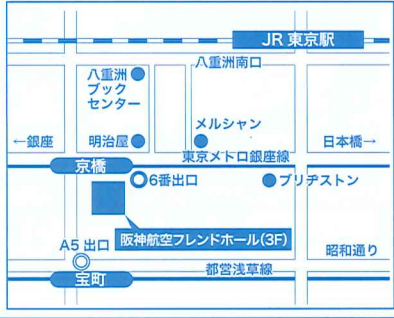 JR 東京駅
八重洲南口
八重洲
ブック
センター
メルシャン
←銀座
明治屋
日本橋→
東京メトロ銀座線
京橋
6番出口
ブリヂストン
阪神航空フレンドホール(3F)
A5 出口
昭和通り
都営浅草線
宝町